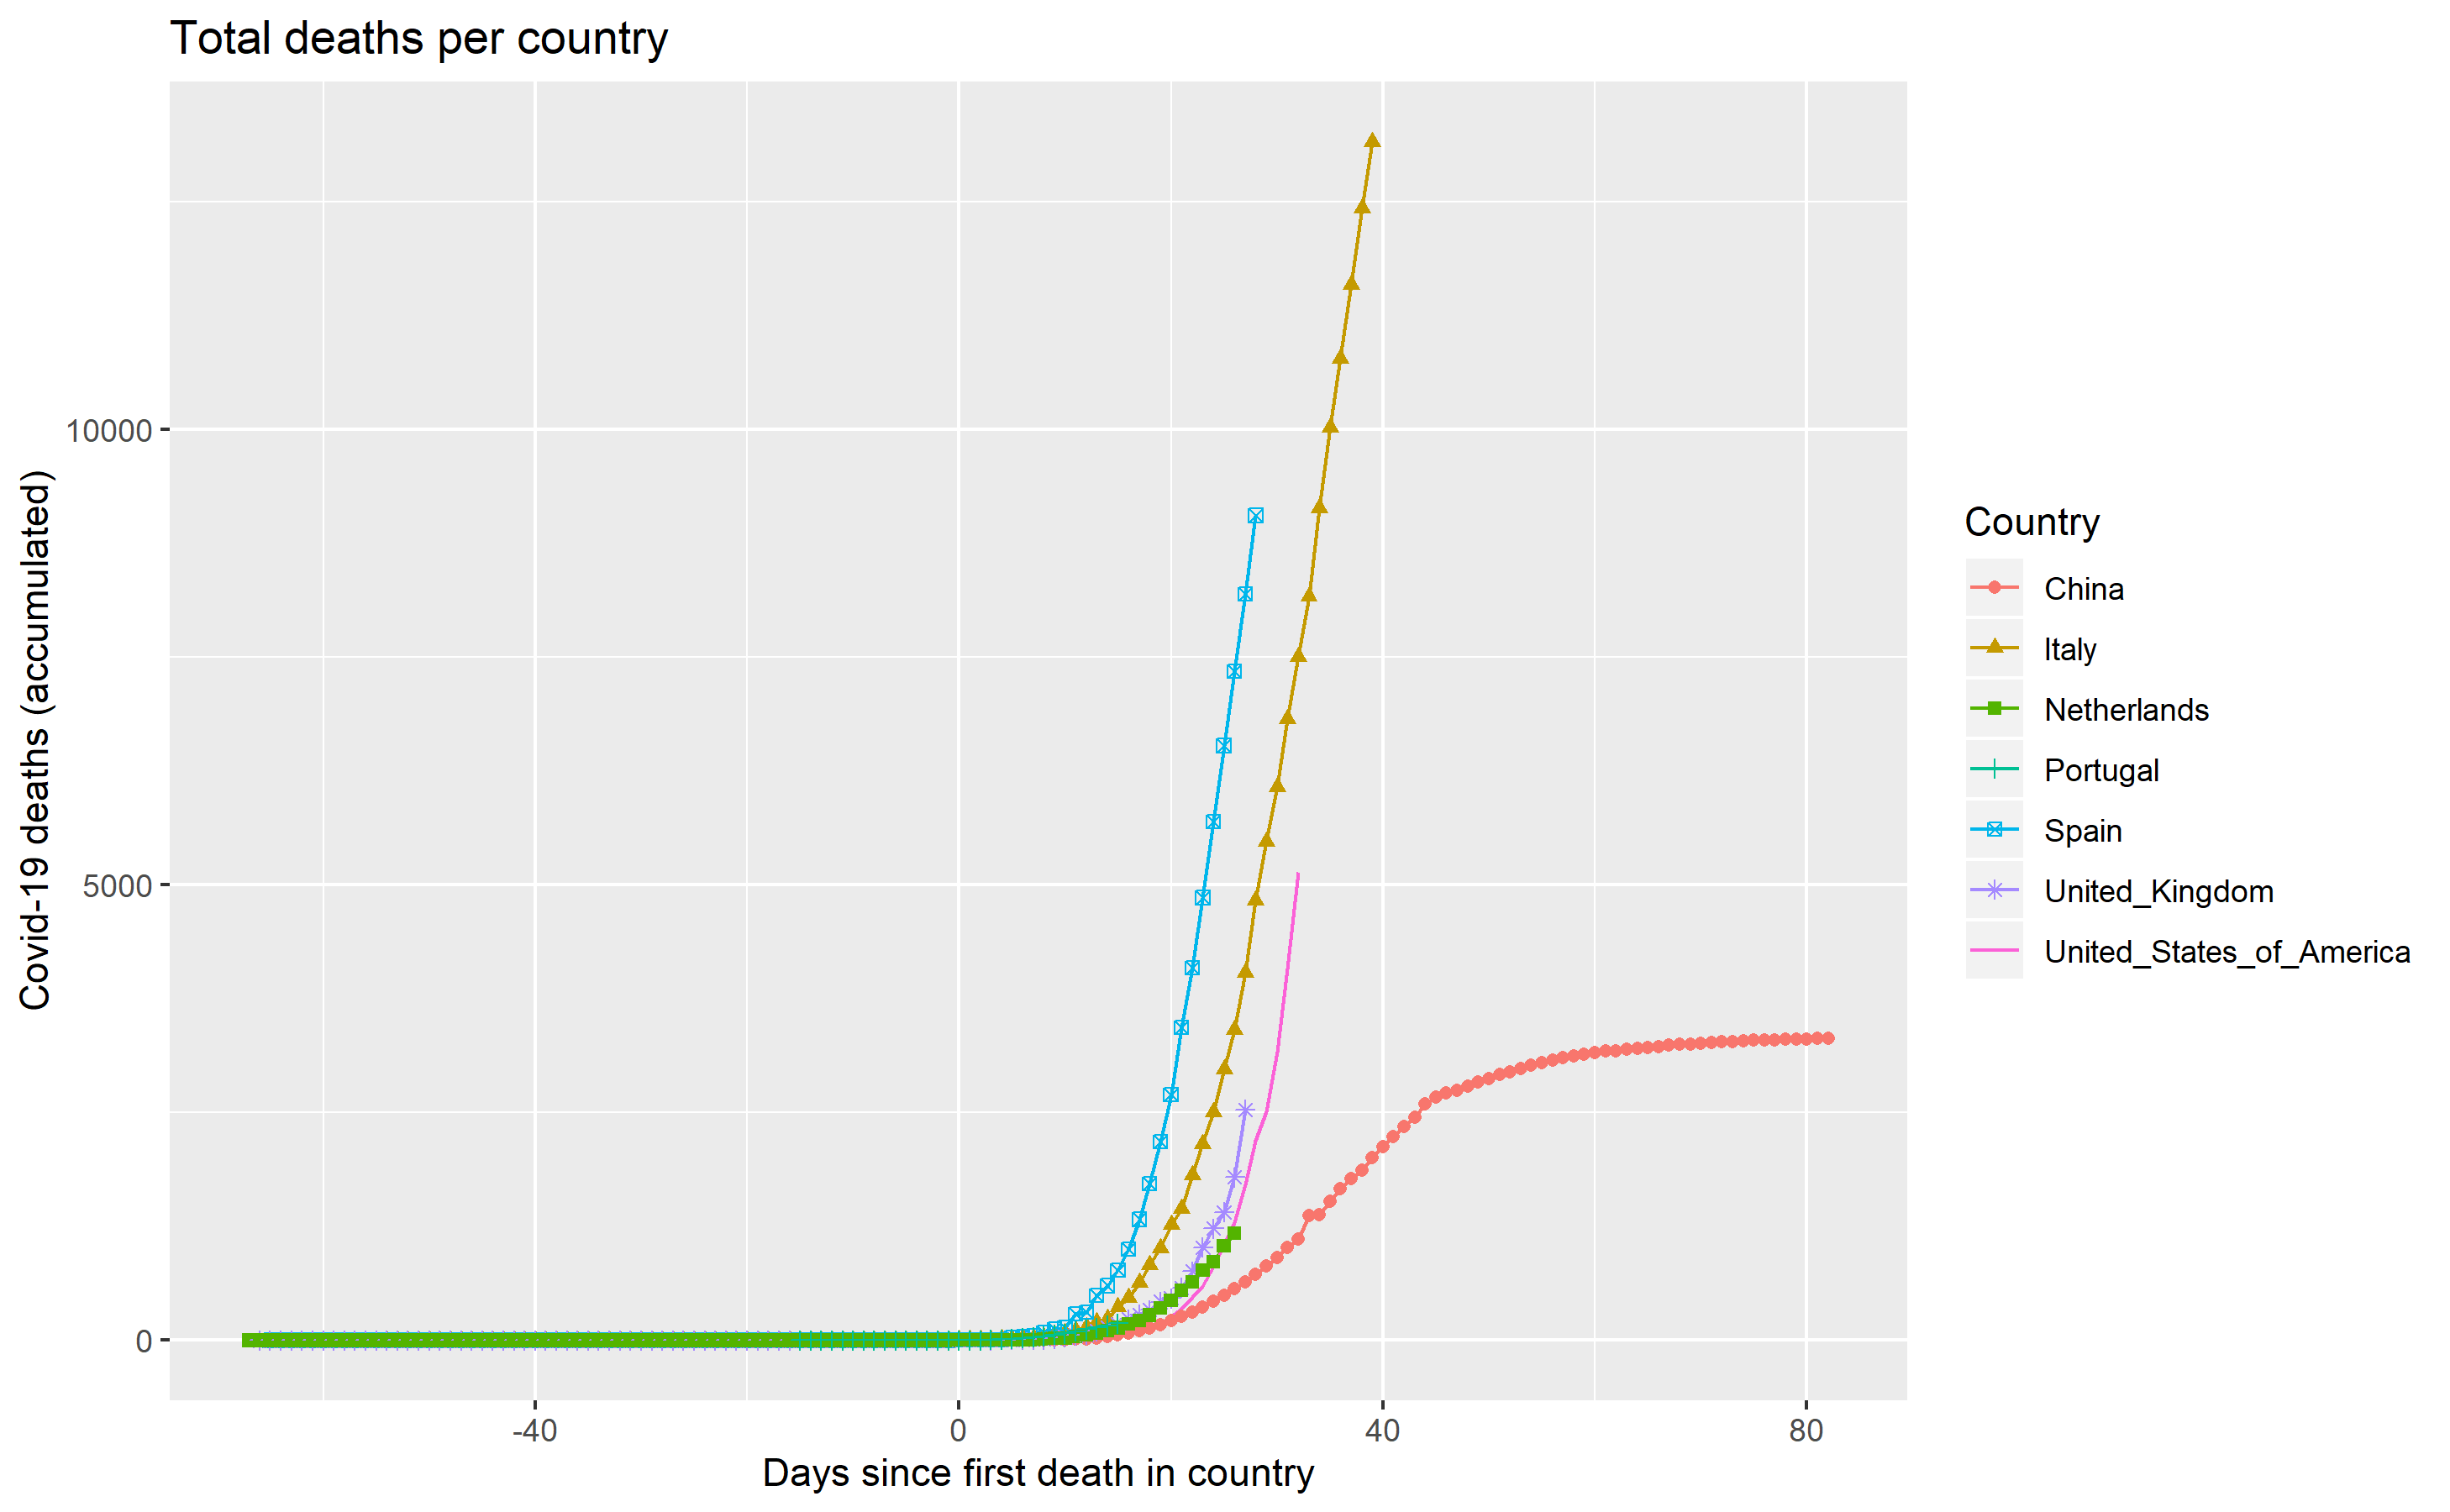 Total deaths per country
Covid-19 deaths (accumulated)
10000
5000
0
-40
0
40
80
Days since first death in country
Country
China
Italy
Netherlands
Portugal
Spain
United_Kingdom
United_States_of_America